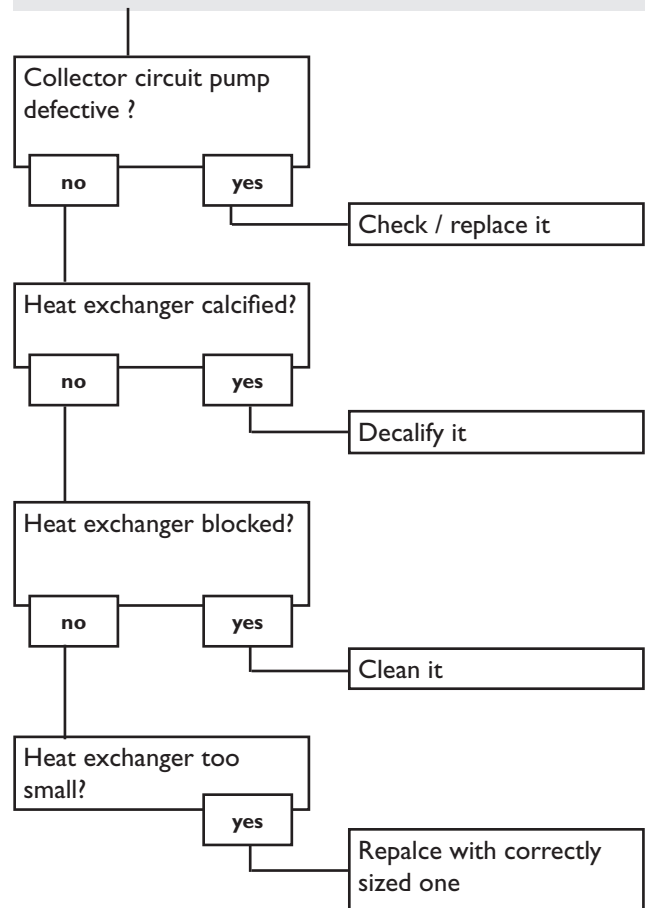 Collector circuit pump
defective ?
no
yes
Check / replace it
Heat exchanger calcified?
no
yes
Decalify it
Heat exchanger blocked?
no
yes
Clean it
Heat exchanger too
small?
yes
Repalce with correctly
sized one